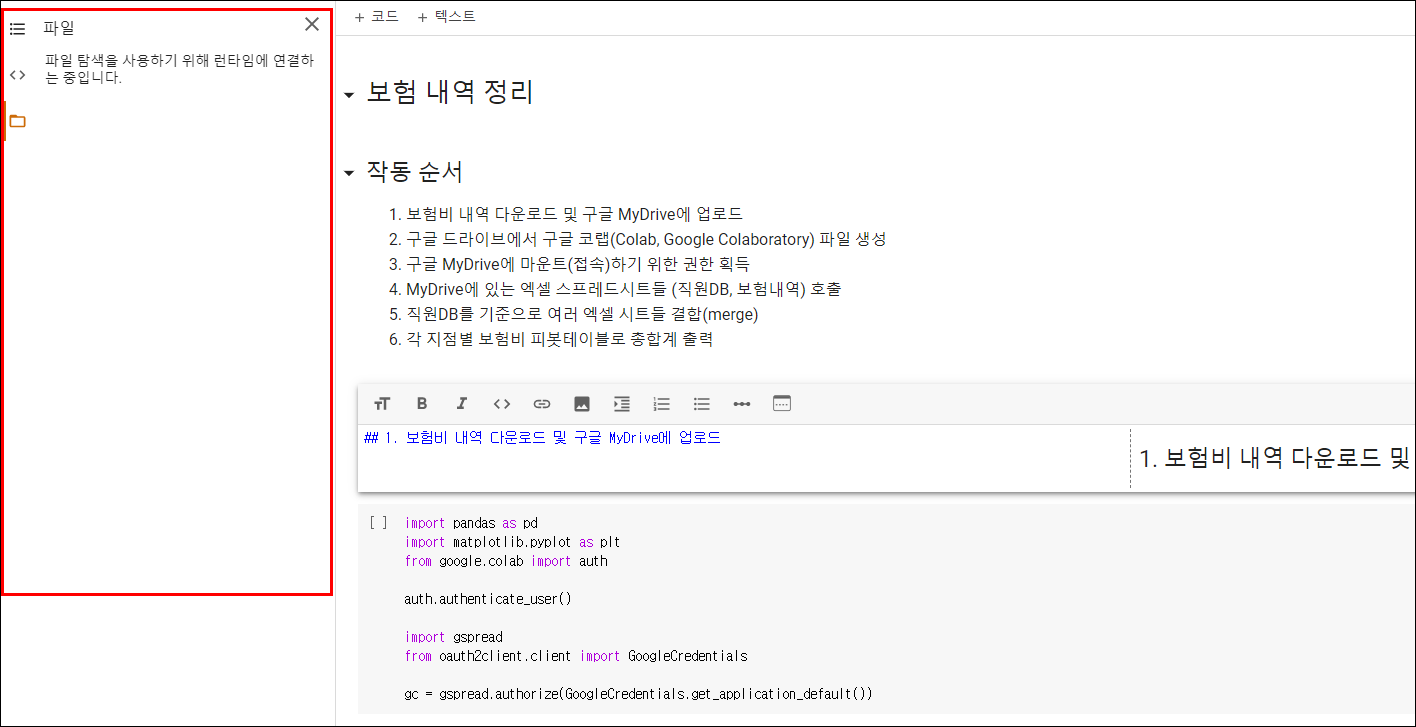 파일
파일 탐색을 사용하기 위해 런타임에 연결하
는 중입니다.
+ 코드 + 텍스트
보험 내역 정리
작동 순서
1. 보험비 내역 다운로드 및 구글 MyDrive에 업로드
2. 구글 드라이브에서 구글 코랩(Colab, Google Colaboratory) 파일 생성
3. 구글 MyDrive에 마운트(접속)하기 위한 권한 획득
4. MyDrive에 있는 엑셀 스프레드시트들 (직원DB, 보험내역) 호출
5. 직원DB를 기준으로 여러 엑셀 시트들 결합(merge)
6. 각 지점별 보험비 피봇테이블로 총합계 출력
## 1. 보험비 내역 다운로드 및 구글 MyDrive에 업로드
1. 보험비 내역 다운로드 및
[ ]
import pandas as pd
import matplotlib.pyplot as plt
from google.colab import auth
auth.authenticate_user()
import gspread
from oauth2client.client import GoogleCredentials
gc = gspread.authorize(GoogleCredentials.get_application_default())